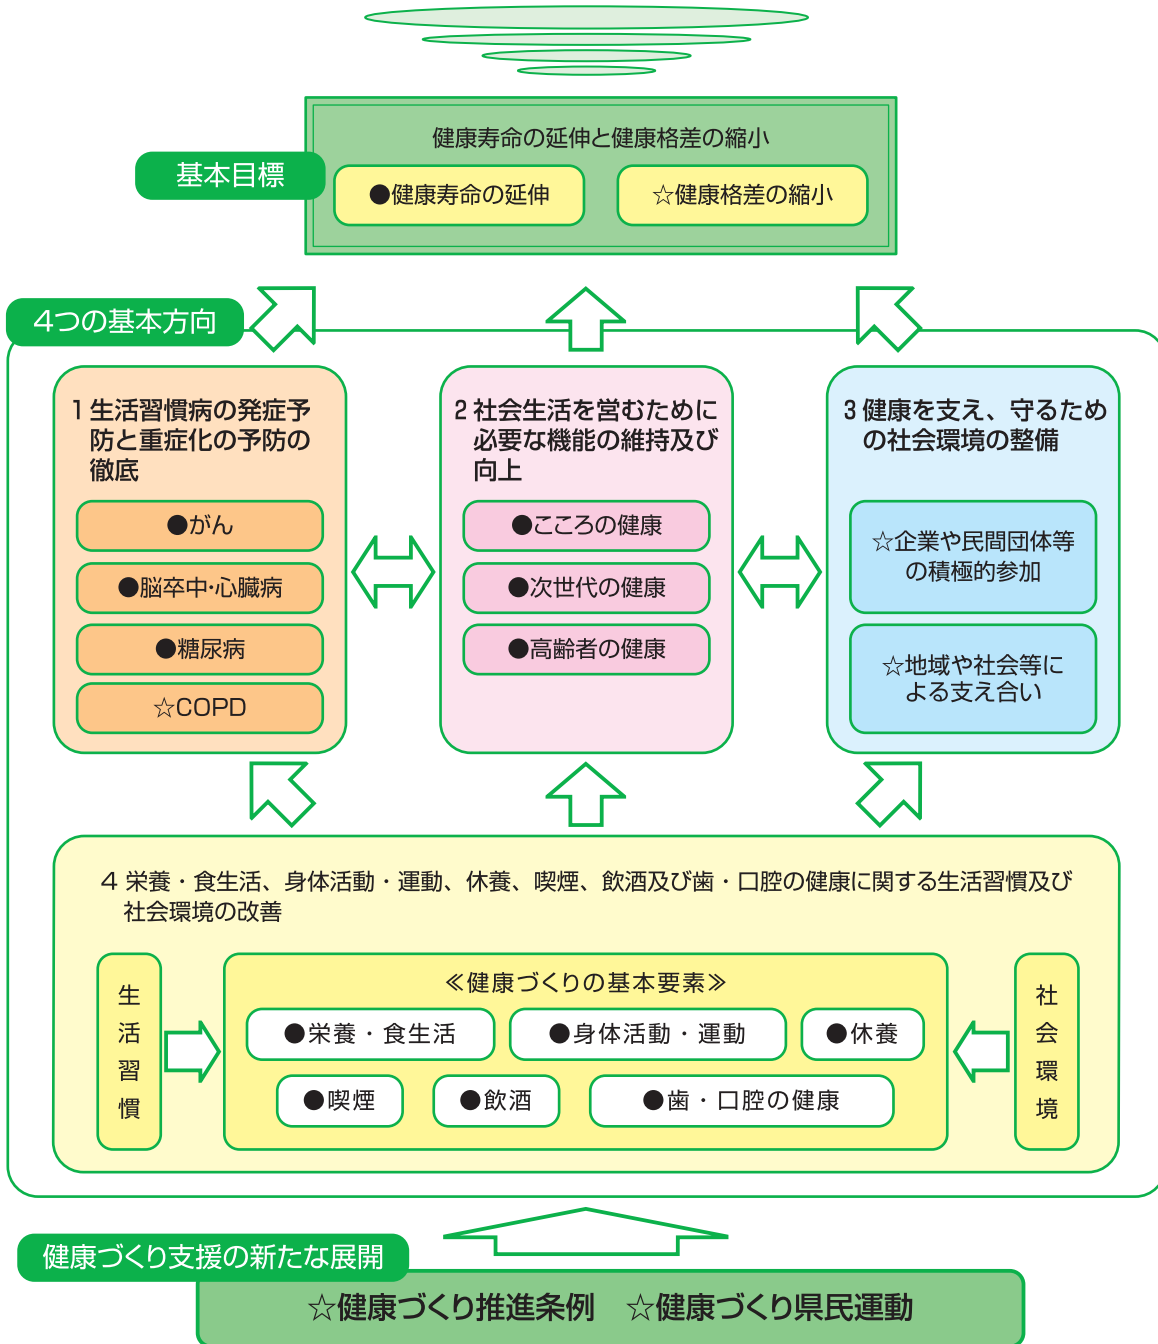 健康寿命の延伸と健康格差の縮小
基本目標
●健康寿命の延伸
☆健康格差の縮小
4つの基本方向
1 生活習慣病の発症予
防と重症化の予防の
徹底
●がん
●脳卒中・心臓病
●糖尿病
☆COPD
2 社会生活を営むために
必要な機能の維持及び
向上
●こころの健康
●次世代の健康
●高齢者の健康
3 健康を支え、守るため
の社会環境の整備
☆企業や民間団体等
の積極的参加
☆地域や社会等に
よる支え合い
4 栄養・食生活、身体活動・運動、休養、喫煙、飲酒及び歯・口腔の健康に関する生活習慣及び
社会環境の改善
生活習慣
≪健康づくりの基本要素≫
●栄養・食生活
●身体活動・運動
●休養
●喫煙
●飲酒
●歯・口腔の健康
社会環境
健康づくり支援の新たな展開
☆健康づくり推進条例 ☆健康づくり県民運動